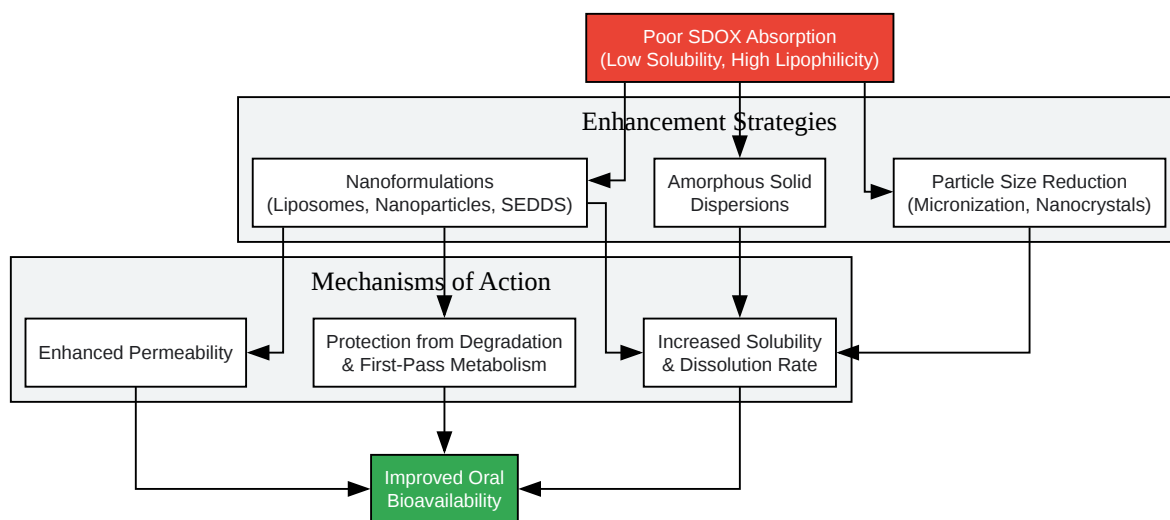 Poor SDOX Absorption
(Low Solubility, High Lipophilicity)
Enhancement Strategies
Nanoformulations
(Liposomes, Nanoparticles, SEDDS)
Amorphous Solid
Dispersions
Particle Size Reduction
(Micronization, Nanocrystals)
Mechanisms of Action
Enhanced Permeability
Protection from Degradation
& First-Pass Metabolism
Increased Solubility
& Dissolution Rate
Improved Oral
Bioavailability